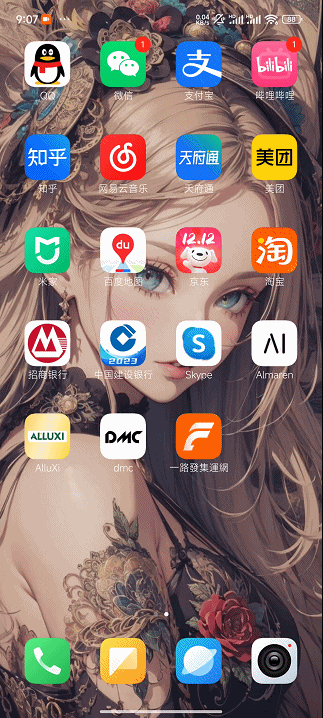 9:07 ... 0.04 KB/s HD HD 88
1 1
支 bilibili
QQ 微信 支付宝 哔哩哔哩
知乎 天府通 美团
知乎 网易云音乐 天府通 美团
du 12.12 淘
米家 百度地图 京东 淘宝
2023 S AI
招商银行 中国建设银行 Skype Almaren
ALLUXI DMC
AlluXi dmc 一路發集運網